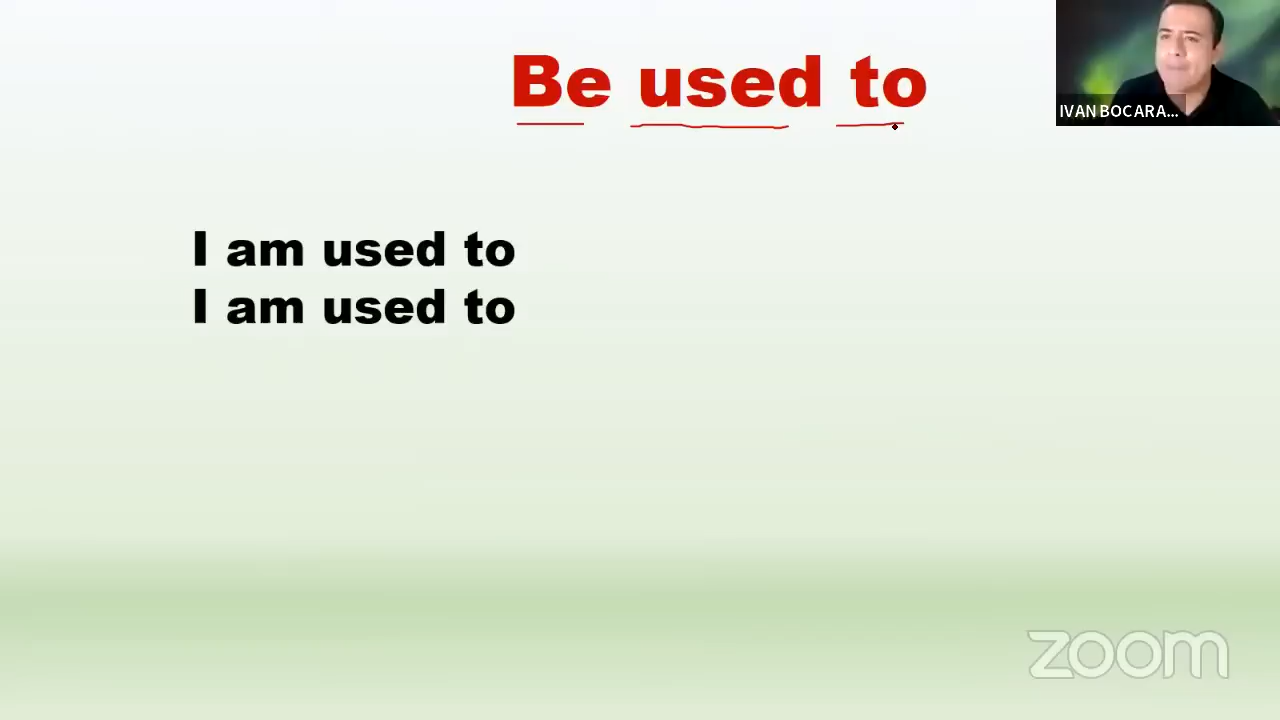 Be used to
IVAN BOCARA...
I am used to
I am used to
zoom